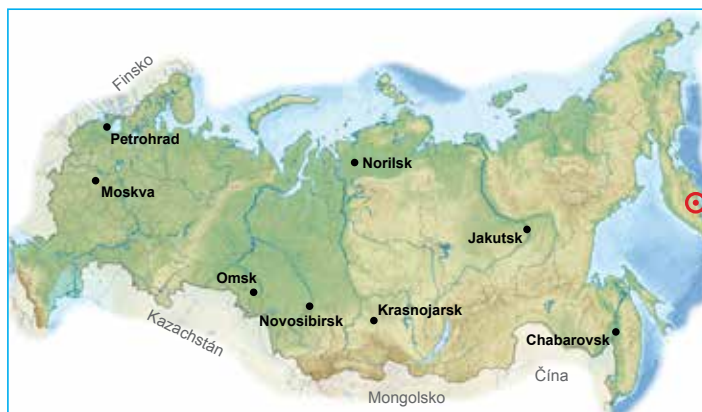 Finsko
Petrohrad
Norilsk
Moskva
Jakutsk
Omsk
Novosibirsk
Krasnojarsk
Kazachstán
Chabarovsk
Čína
Mongolsko